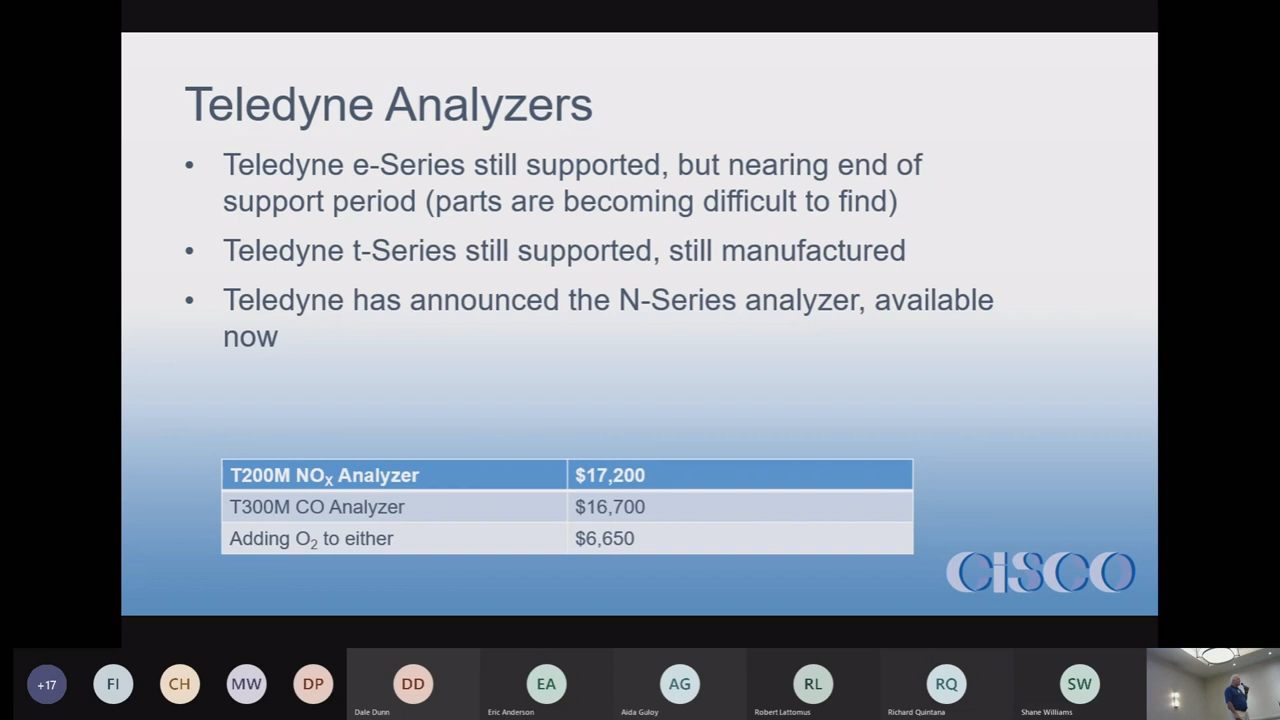 Teledyne Analyzers
• Teledyne e-Series still supported, but nearing end of
support period (parts are becoming difficult to find)
• Teledyne t-Series still supported, still manufactured
• Teledyne has announced the N-Series analyzer, available
now
T200M NOX Analyzer $17,200
T300M CO Analyzer $16,700
Adding O2 to either $6,650
CiSCO
+17 FI CH MW DP DD EA AG RL RQ SW
Dale Dunn Eric Anderson Aida Guloy Robert Lattomus Richard Quintana Shane Williams